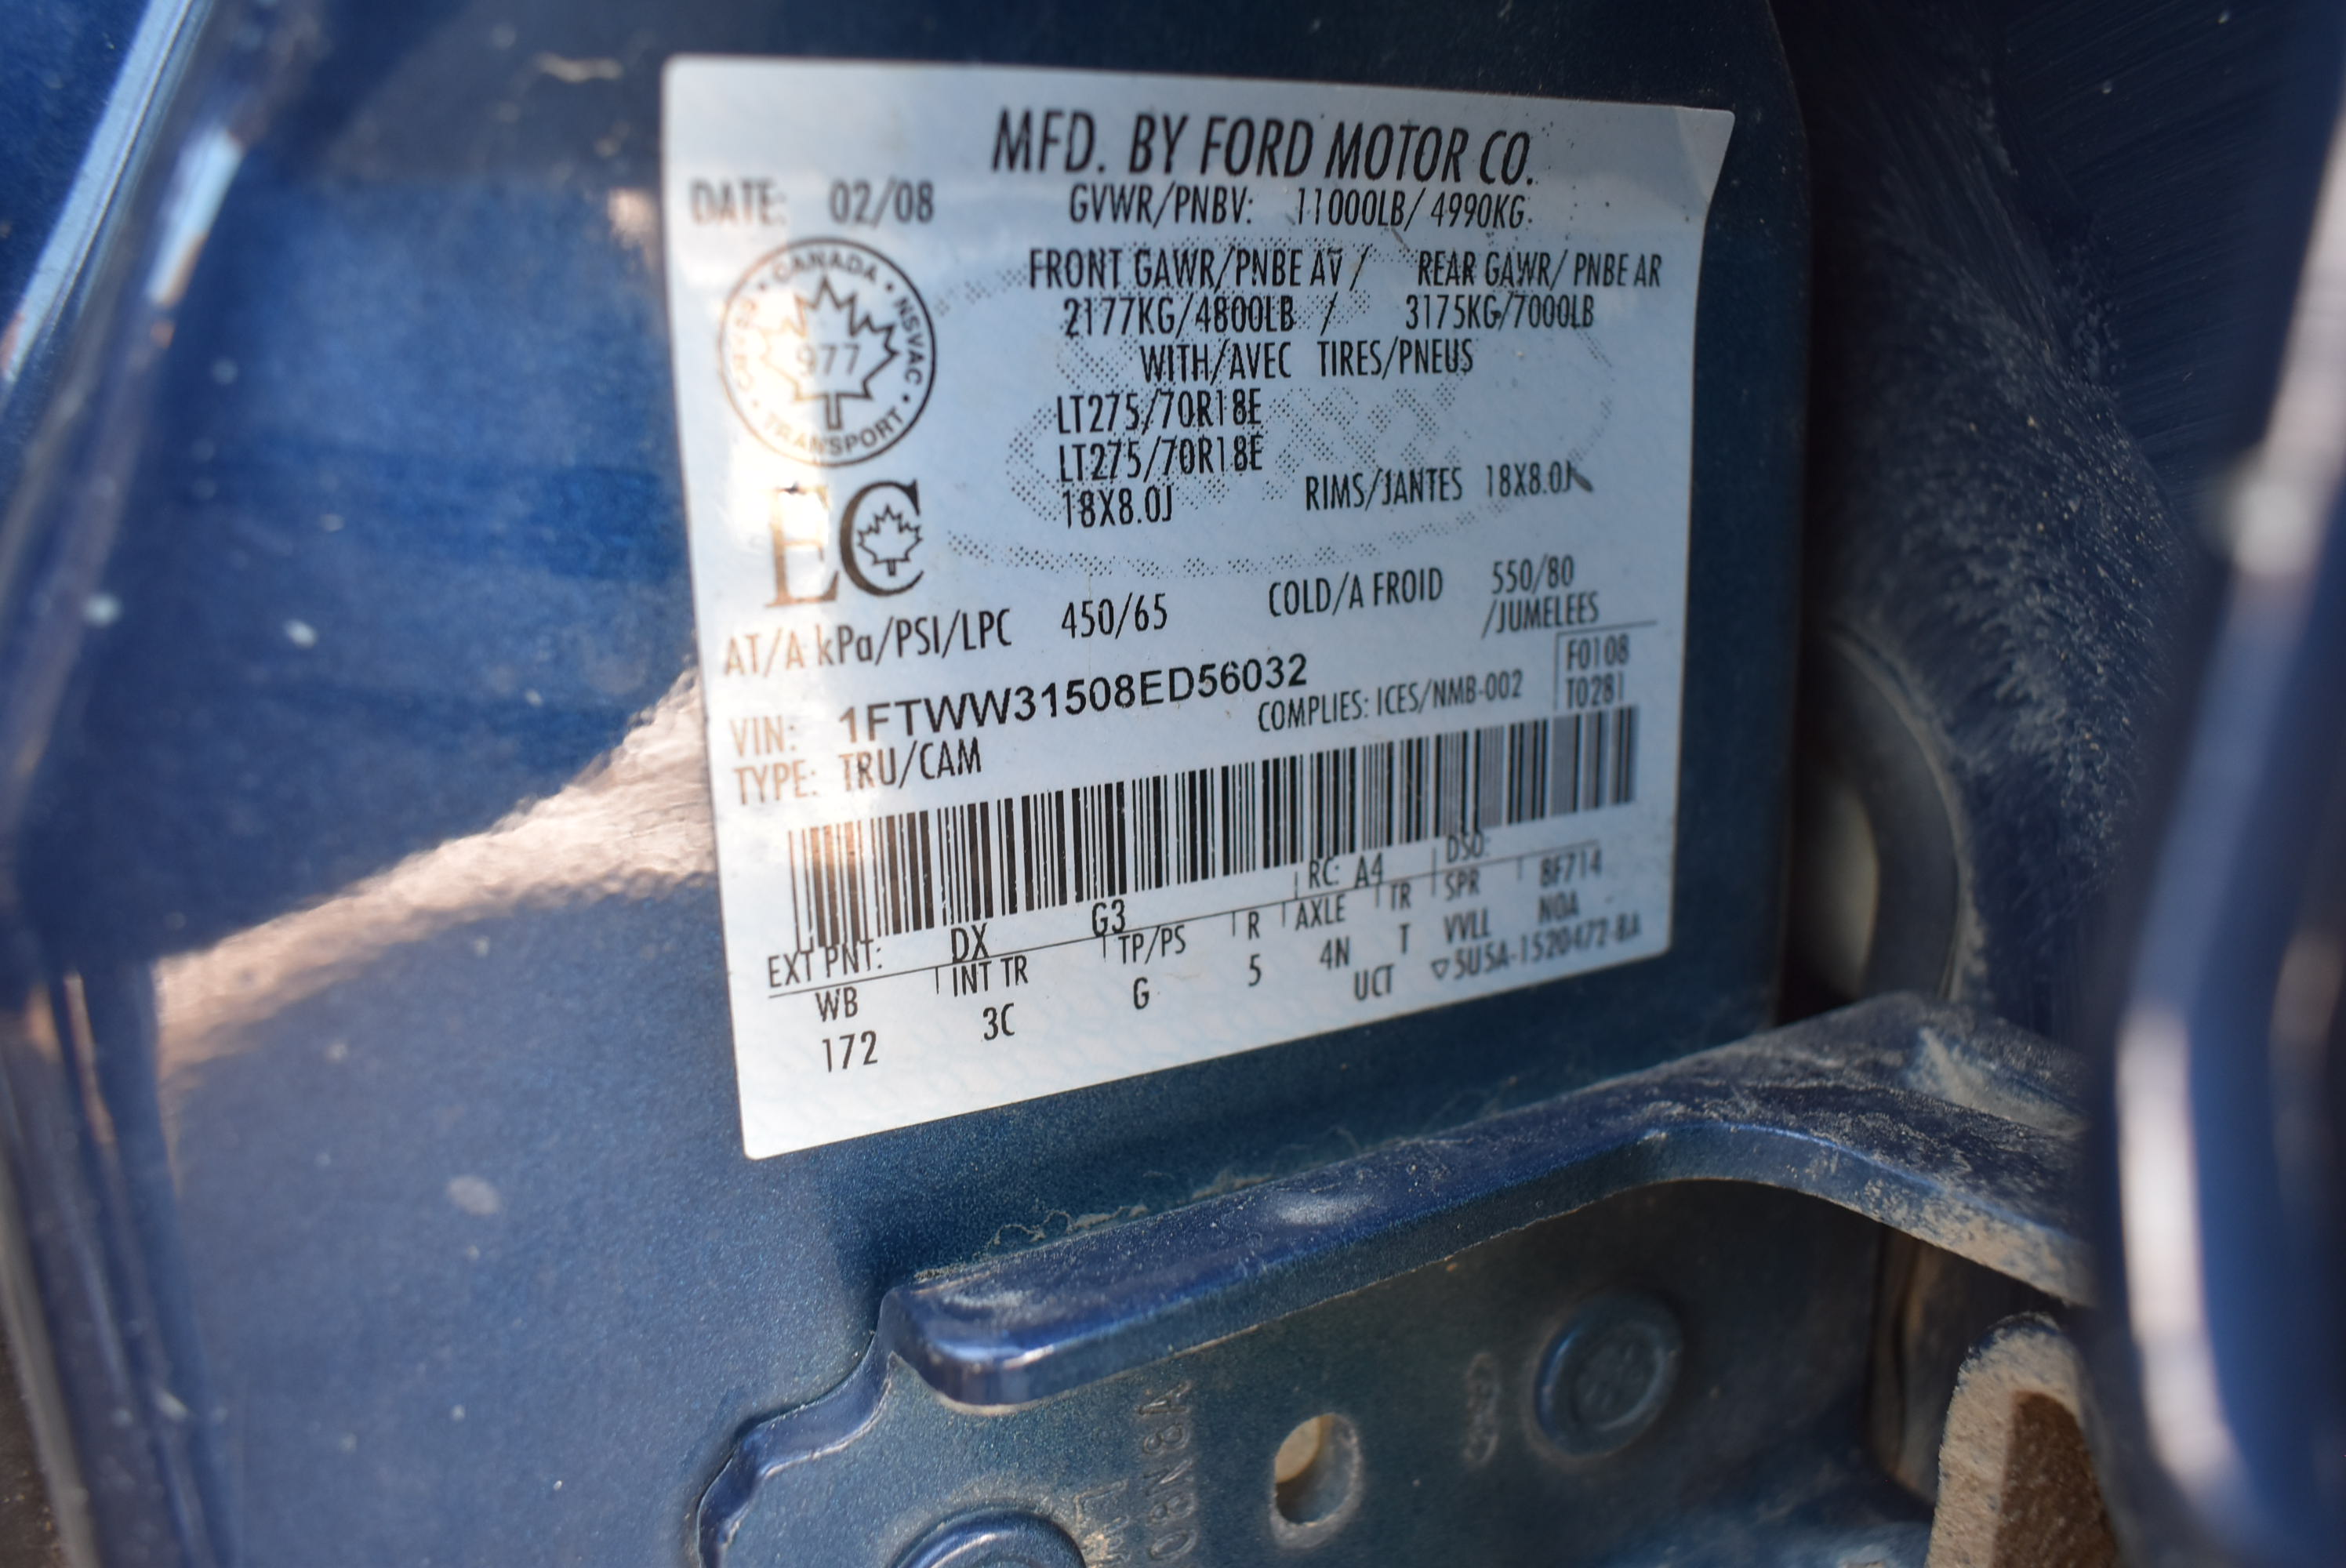 MFD. BY FORD MOTOR CO.
DATE: 02/08 GVWR/PNBV: 11000LB/ 4990KG
FRONT GAWR/PNBE AV / REAR GAWR/ PNBE AR
2177KG/4800LB / 3175KG/7000LB
WITH/AVEC TIRES/PNEUS
CANADA NSVAC TRANSPORT
977
LT275/70R18E
LT275/70R18E
18X8.0J RIMS/JANTES 18X8.0J
EC
AT/A kPa/PSI/LPC 450/65 COLD/A FROID 550/80
/JUMELEES
VIN: 1FTWW31508ED56032
F0108
T0281
COMPLIES: ICES/NMB-002
TYPE: TRU/CAM
EXT PNT: DX G3 RC: A4 DSO:
WB INT TR TP/PS R AXLE TR SPR 8F714
172 3C G 5 4N T VVLL NOA
UCT ▽5U5A-1520472-BA